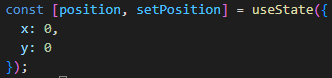 const [position, setPosition] = useState({
  x: 0,
  y: 0
});